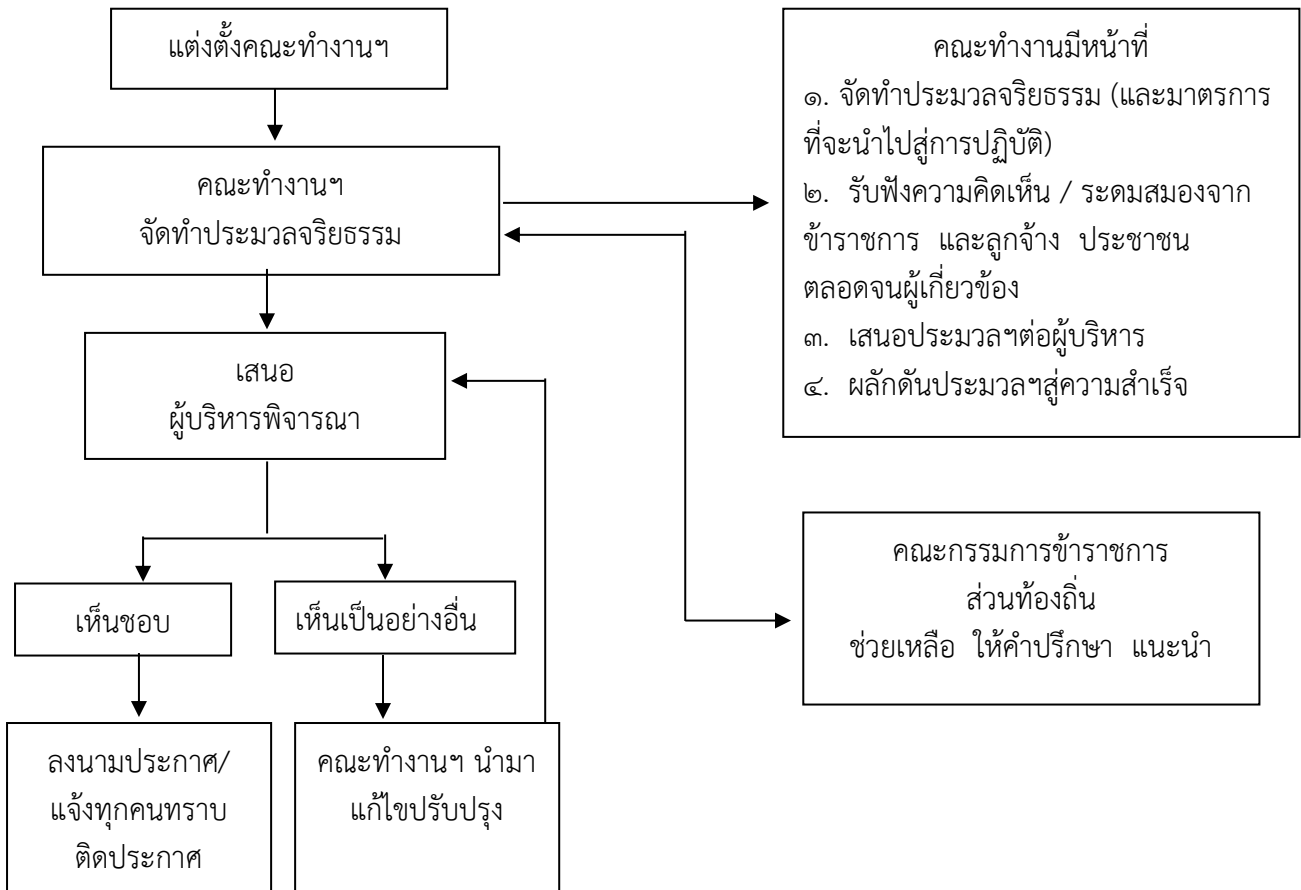 แต่งตั้งคณะทำงานฯ
คณะทำงานฯ
จัดทำประมวลจริยธรรม
เสนอ
ผู้บริหารพิจารณา
เห็นชอบ
เห็นเป็นอย่างอื่น
ลงนามประกาศ/
แจ้งทุกคนทราบ
ติดประกาศ
คณะทำงานฯ นำมา
แก้ไขปรับปรุง
คณะทำงานมีหน้าที่
๑. จัดทำประมวลจริยธรรม (และมาตรการ
ที่จะนำไปสู่การปฏิบัติ)
๒. รับฟังความคิดเห็น / ระดมสมองจาก
ข้าราชการ และลูกจ้าง ประชาชน
ตลอดจนผู้เกี่ยวข้อง
๓. เสนอประมวลฯต่อผู้บริหาร
๔. ผลักดันประมวลฯสู่ความสำเร็จ
คณะกรรมการข้าราชการ
ส่วนท้องถิ่น
ช่วยเหลือ ให้คำปรึกษา แนะนำ